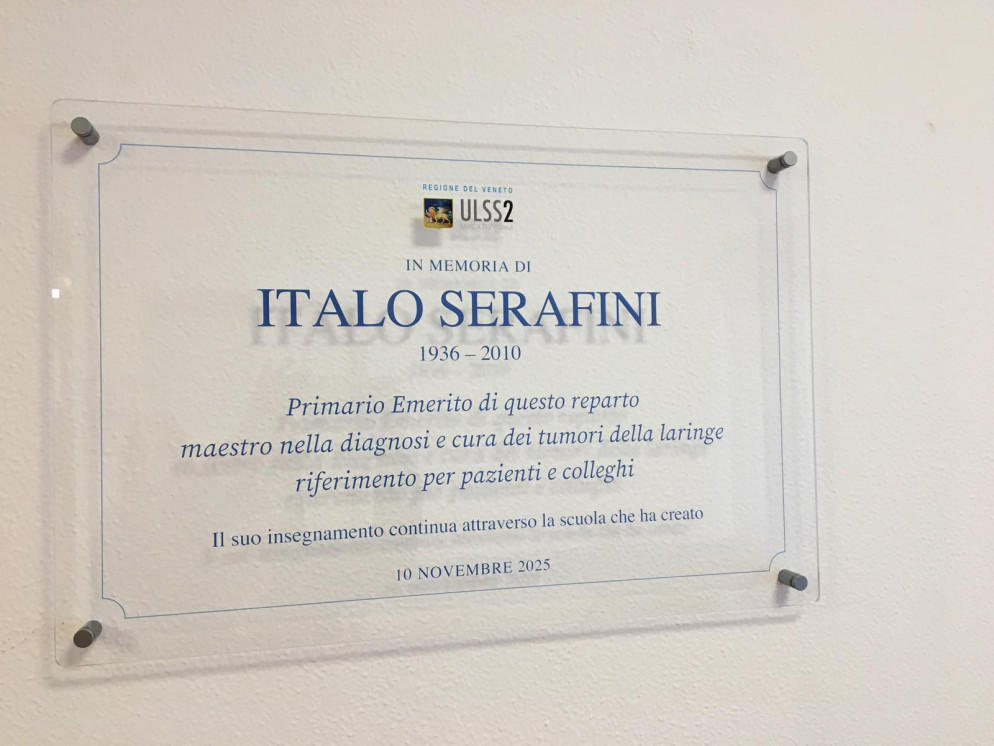 REGIONE DEL VENETO
ULSS2
IN MEMORIA DI
ITALO SERAFINI
1936 – 2010
Primario Emerito di questo reparto
maestro nella diagnosi e cura dei tumori della laringe
riferimento per pazienti e colleghi
Il suo insegnamento continua attraverso la scuola che ha creato
10 NOVEMBRE 2025